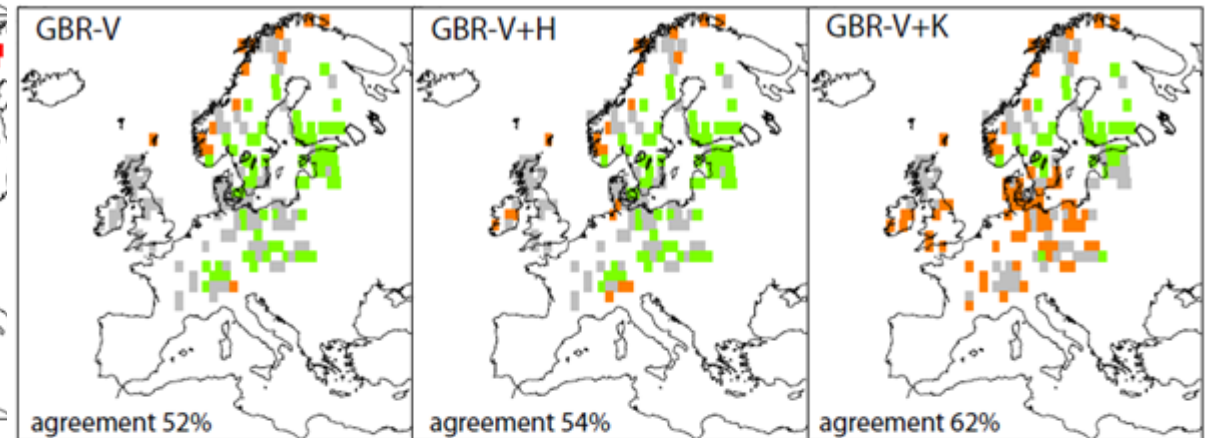 GBR-V
GBR-V+H
GBR-V+K
agreement 52%
agreement 54%
agreement 62%